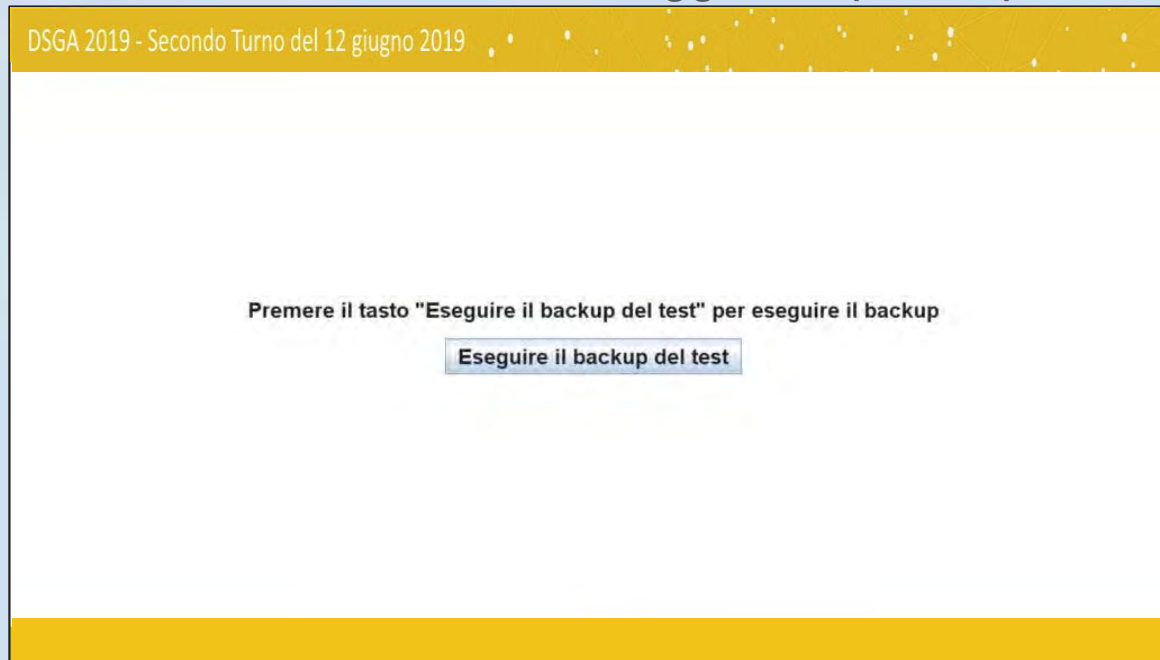 DSGA 2019 - Secondo Turno del 12 giugno 2019
Premere il tasto "Eseguire il backup del test" per eseguire il backup
Eseguire il backup del test